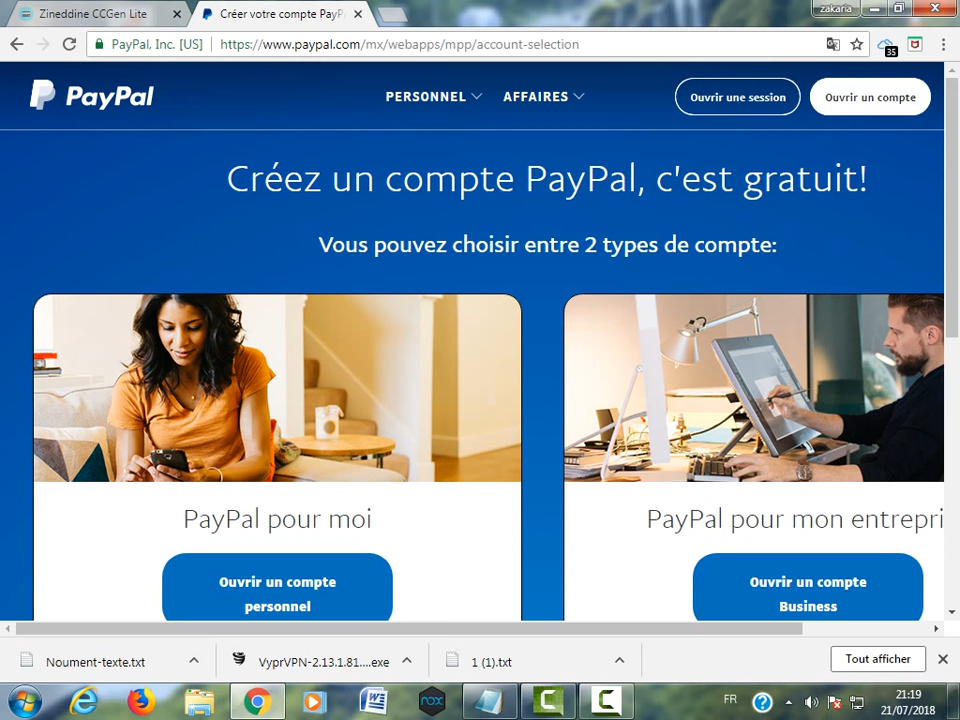 Zineddine CCGen Lite
Créer votre compte PayP
zakaria
PayPal, Inc. [US]
https://www.paypal.com/mx/webapps/mpp/account-selection
35
PayPal
PERSONNEL
AFFAIRES
Ouvrir une session
Ouvrir un compte
Créez un compte PayPal, c'est gratuit!
Vous pouvez choisir entre 2 types de compte:
PayPal pour moi
PayPal pour mon entrepri
Ouvrir un compte
personnel
Ouvrir un compte
Business
Noument-texte.txt
VyprVPN-2.13.1.81....exe
1 (1).txt
Tout afficher
nox
FR
21:19
21/07/2018